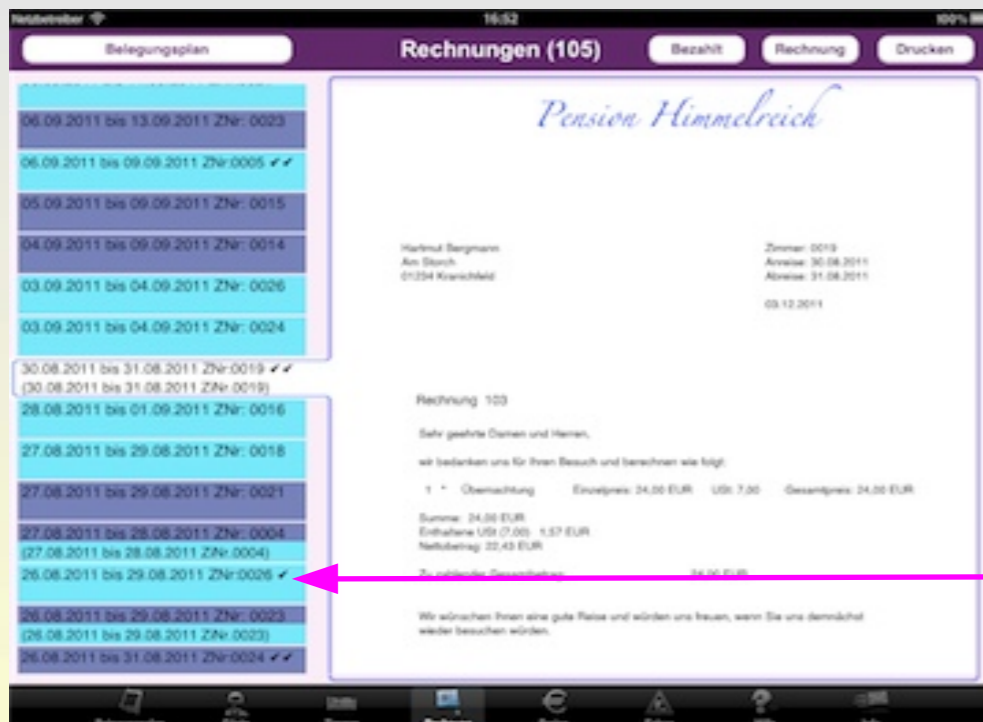 Netzbetreiber 16:52 100%
Belegungsplan
Rechnungen (105)
Bezahlt
Rechnung
Drucken
06.09.2011 bis 13.09.2011 ZNr: 0023
06.09.2011 bis 09.09.2011 ZNr:0005 ✔✔
05.09.2011 bis 09.09.2011 ZNr: 0015
04.09.2011 bis 09.09.2011 ZNr: 0014
03.09.2011 bis 04.09.2011 ZNr: 0026
03.09.2011 bis 04.09.2011 ZNr: 0024
30.08.2011 bis 31.08.2011 ZNr:0019 ✔✔
(30.08.2011 bis 31.08.2011 ZiNr.0019)
28.08.2011 bis 01.09.2011 ZNr: 0016
27.08.2011 bis 29.08.2011 ZNr: 0018
27.08.2011 bis 29.08.2011 ZNr: 0021
27.08.2011 bis 28.08.2011 ZNr: 0004
(27.08.2011 bis 28.08.2011 ZiNr.0004)
26.08.2011 bis 29.08.2011 ZNr:0026 ✔
26.08.2011 bis 29.08.2011 ZNr: 0023
(26.08.2011 bis 29.08.2011 ZiNr.0023)
26.08.2011 bis 31.08.2011 ZNr:0024 ✔✔
Pension Himmelreich
Hartmut Bergmann
Am Storch
01234 Kranichfeld
Zimmer: 0019
Anreise: 30.08.2011
Abreise: 31.08.2011
03.12.2011
Rechnung 103
Sehr geehrte Damen und Herren,
wir bedanken uns für Ihren Besuch und berechnen wie folgt:
1 * Übernachtung Einzelpreis: 24,00 EUR USt: 7,00 Gesamtpreis: 24,00 EUR
Summe: 24,00 EUR
Enthaltene USt (7,00) 1,57 EUR
Nettobetrag: 22,43 EUR
Zu zahlender Gesamtbetrag: 24,00 EUR
Wir wünschen Ihnen eine gute Reise und würden uns freuen, wenn Sie uns demnächst
wieder besuchen würden.